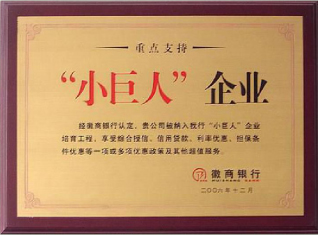 重点支持
“小巨人”企业
经徽商银行认定，贵公司被纳入我行“小巨人”企业
培育工程，享受综合授信、信用贷款、利率优惠、担保条
件优惠等一项或多项优惠政策及其他超值服务。
徽商银行
HUISHANG BANK
二〇〇六年十二月